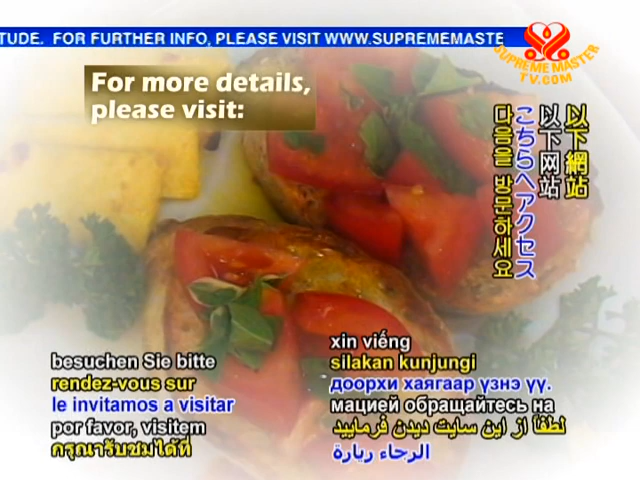 TUDE. FOR FURTHER INFO, PLEASE VISIT WWW.SUPREMEMASTE
SUPREME MASTER
TV.COM
For more details,
please visit:
以下網站
以下网站
こちらへアクセス
다음을 방문하세요
besuchen Sie bitte
rendez-vous sur
le invitamos a visitar
por favor, visitem
กรุณารับชมได้ที่
xin viếng
silakan kunjungi
доорхи хаягаар үзнэ үү.
мацией обращайтесь на
لطفاً از این سایت دیدن فرمایید
الرجاء زيارة